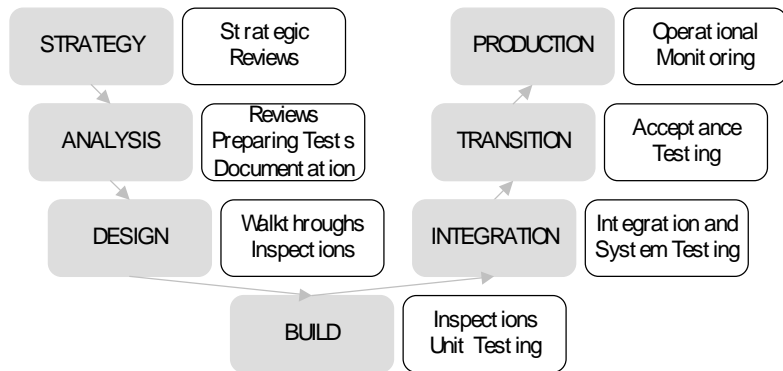 STRATEGY
Strategic
Reviews
PRODUCTION
Operational
Monitoring
ANALYSIS
Reviews
Preparing Tests
Documentation
TRANSITION
Acceptance
Testing
DESIGN
Walkthroughs
Inspections
INTEGRATION
Integration and
System Testing
BUILD
Inspections
Unit Testing